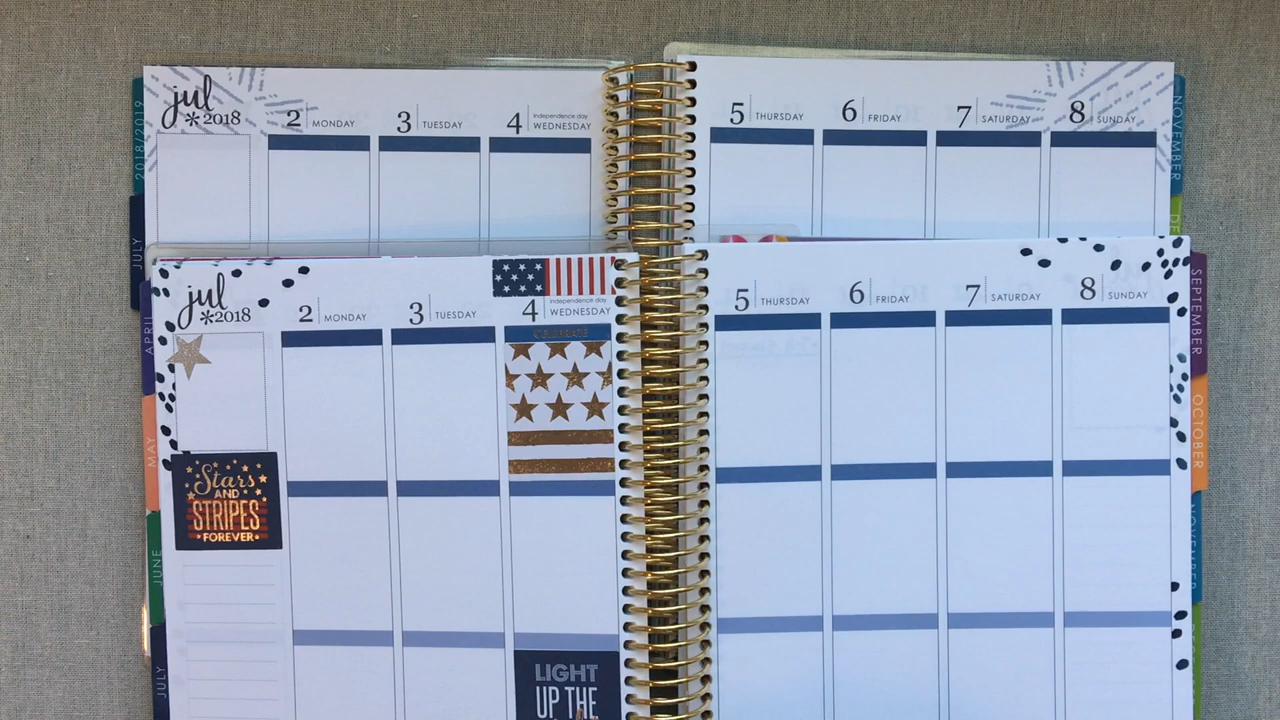 jul
*2018
2 MONDAY
3 TUESDAY
independence day
4 WEDNESDAY
5 THURSDAY
6 FRIDAY
7 SATURDAY
8 SUNDAY
2018/2019
JULY
NOVEMBER
jul
*2018
2 MONDAY
3 TUESDAY
independence day
4 WEDNESDAY
5 THURSDAY
6 FRIDAY
7 SATURDAY
8 SUNDAY
CELEBRATE
Stars
AND
STRIPES
FOREVER
LIGHT
UP THE
APRIL
MAY
JUNE
JULY
SEPTEMBER
OCTOBER
NOVEMBER